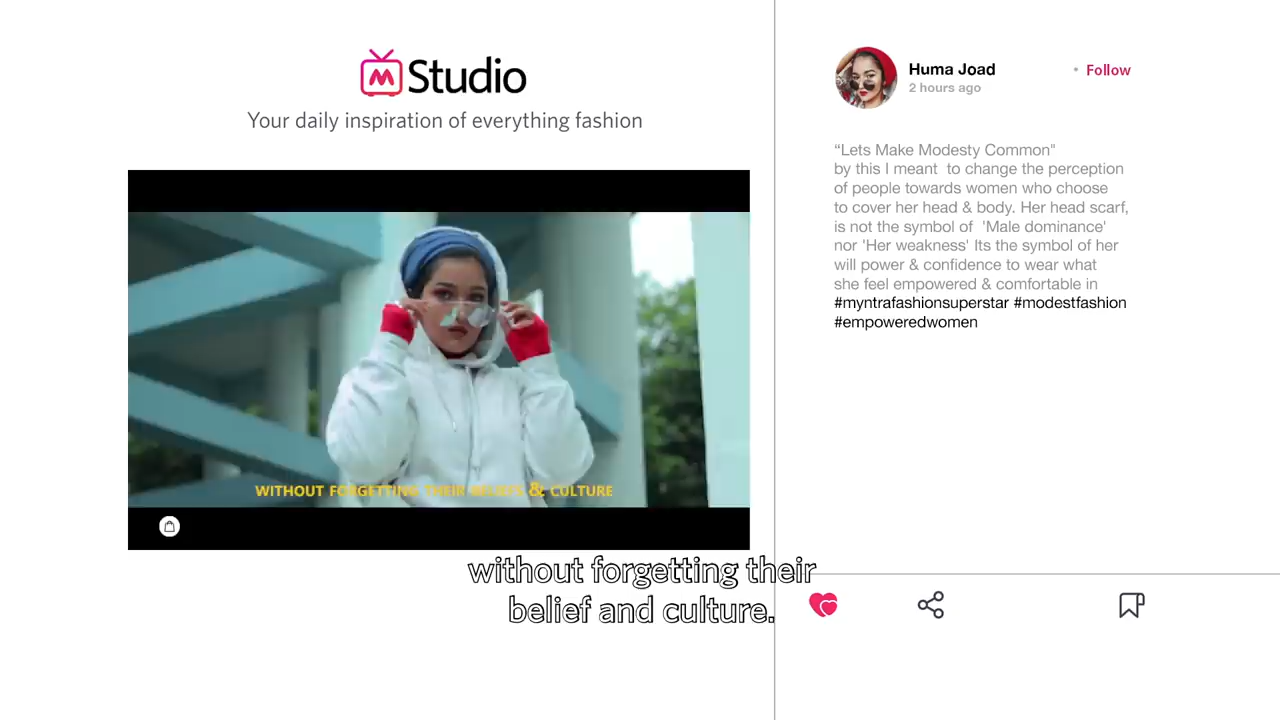 Studio
Your daily inspiration of everything fashion
WITHOUT FORGETTING THEIR BELIEFS & CULTURE
without forgetting their
belief and culture.
Huma Joad
• Follow
2 hours ago
“Lets Make Modesty Common"
by this I meant  to change the perception
of people towards women who choose
to cover her head & body. Her head scarf,
is not the symbol of  'Male dominance'
nor 'Her weakness' Its the symbol of her
will power & confidence to wear what
she feel empowered & comfortable in
#myntrafashionsuperstar #modestfashion
#empoweredwomen